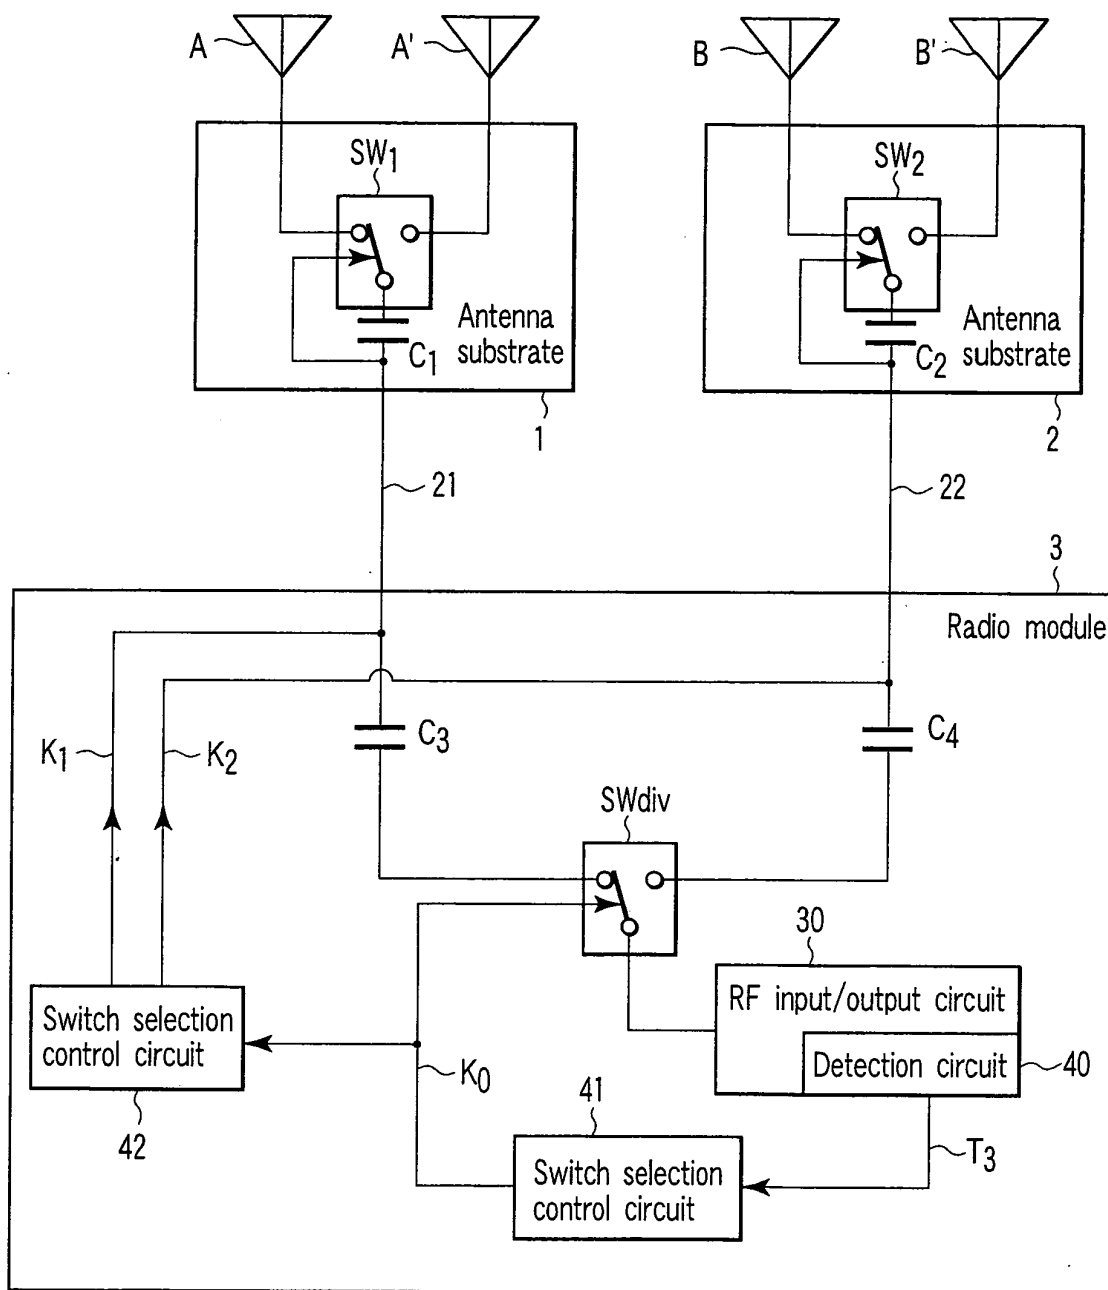 A
A'
B
B'
SW1
SW2
Antenna
substrate
C1
Antenna
substrate
C2
1
2
21
22
3
Radio module
K1
K2
C3
C4
SWdiv
30
RF input/output circuit
Detection circuit
40
Switch selection
control circuit
42
K0
41
Switch selection
control circuit
T3